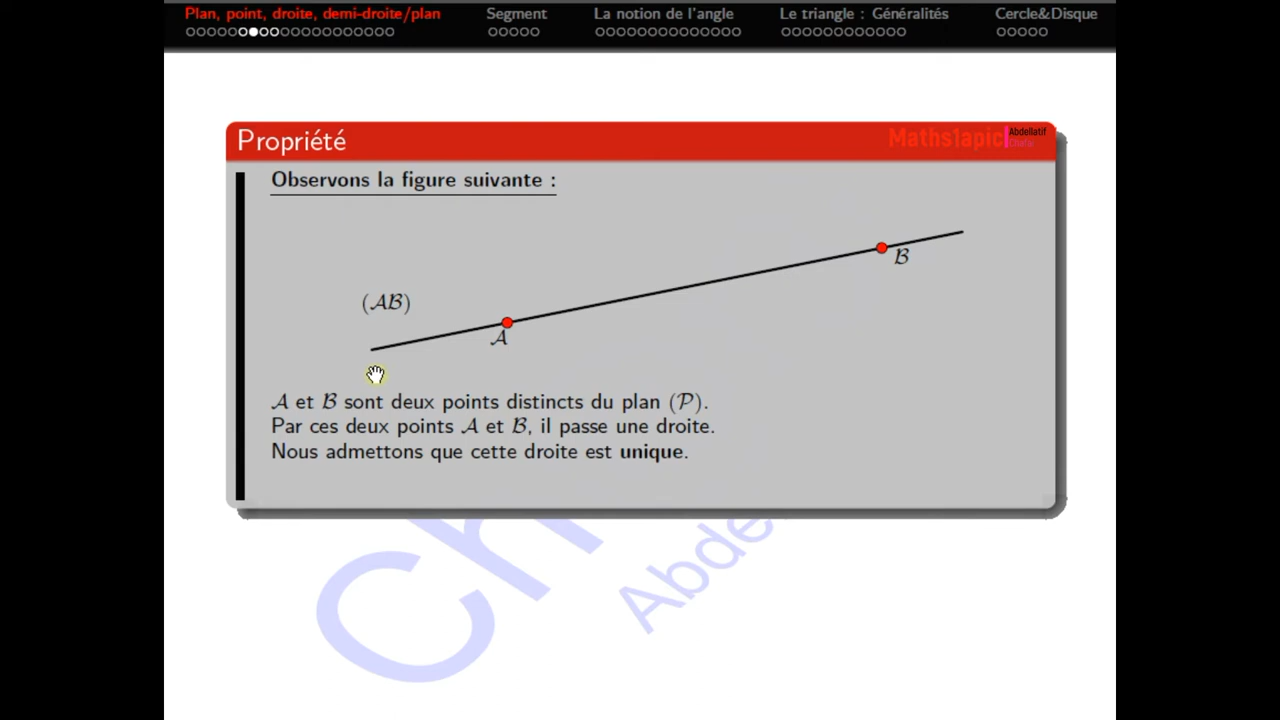 Plan, point, droite, demi-droite/plan Segment La notion de l'angle Le triangle : Généralités Cercle&Disque
Propriété
Maths1apic Abdellatif
Observons la figure suivante :
B
(AB)
A
A et B sont deux points distincts du plan (P).
Par ces deux points A et B, il passe une droite.
Nous admettons que cette droite est unique.
Ch
Abde